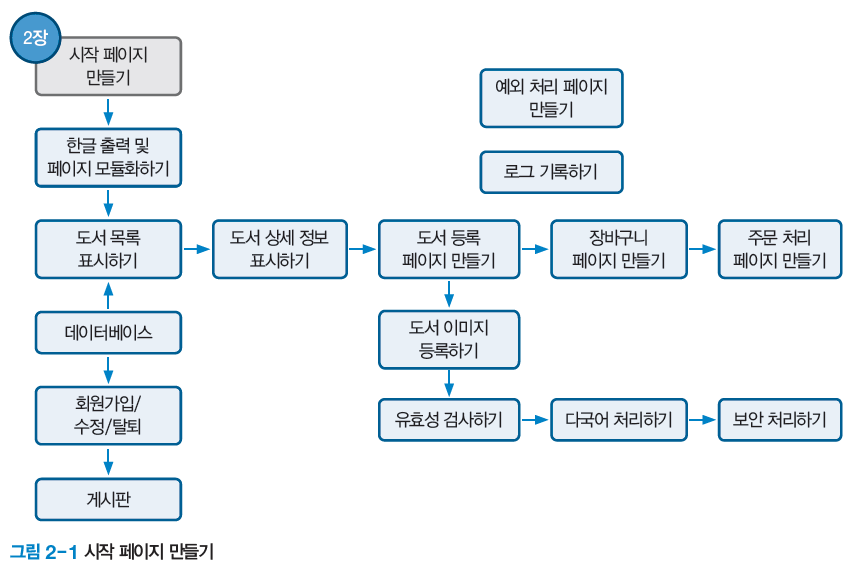 2장
시작 페이지
만들기
예외 처리 페이지
만들기
한글 출력 및
페이지 모듈화하기
로그 기록하기
도서 목록
표시하기
도서 상세 정보
표시하기
도서 등록
페이지 만들기
장바구니
페이지 만들기
주문 처리
페이지 만들기
데이터베이스
도서 이미지
등록하기
회원가입/
수정/탈퇴
유효성 검사하기
다국어 처리하기
보안 처리하기
게시판
그림 2-1 시작 페이지 만들기